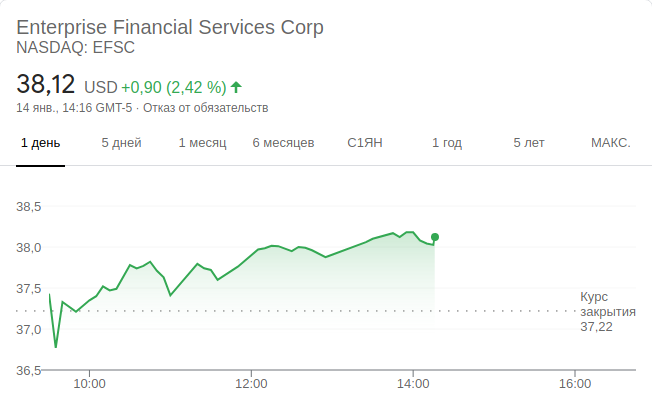 Enterprise Financial Services Corp
NASDAQ: EFSC
38,12 USD +0,90 (2,42 %)
14 янв., 14:16 GMT-5 · Отказ от обязательств
1 день 5 дней 1 месяц 6 месяцев С1ЯН 1 год 5 лет МАКС.
38,5
38,0
37,5
37,0
36,5
Курс
закрытия
37,22
10:00 12:00 14:00 16:00